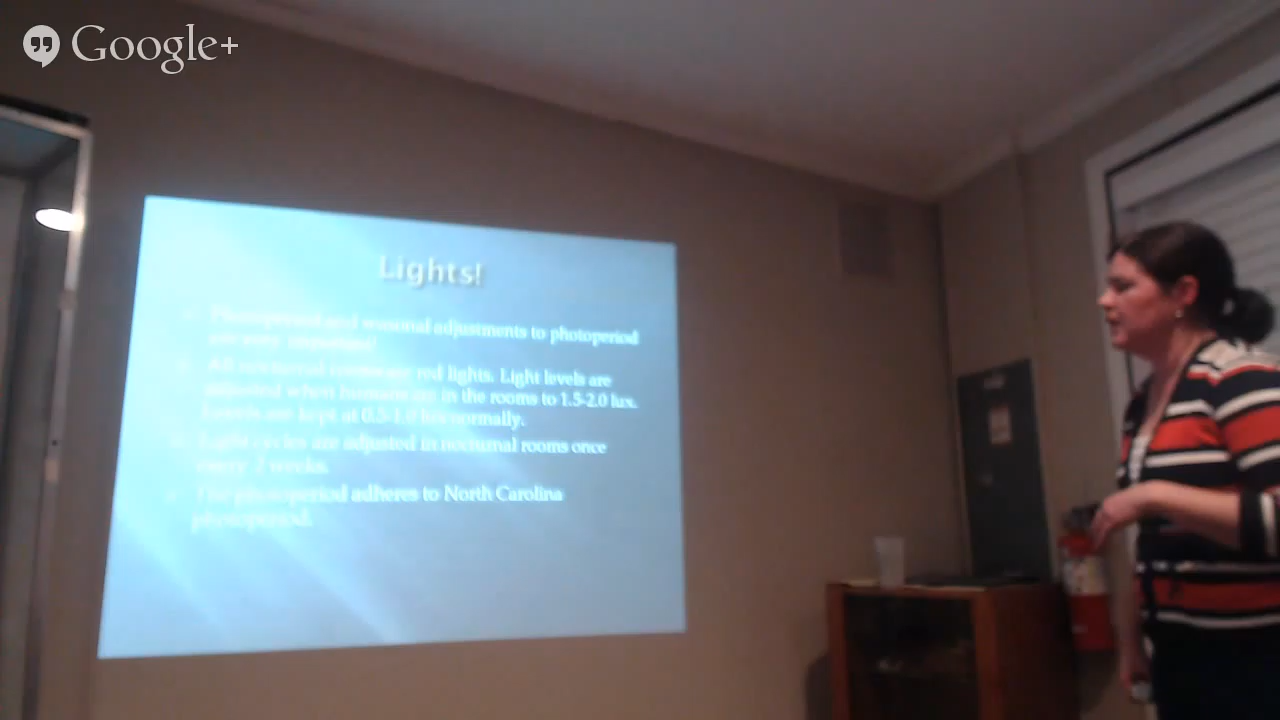 Google+
Lights!
Photoperiod and seasonal adjustments to photoperiod
are very important!
All nocturnal rooms are red lights. Light levels are
adjusted when humans are in the rooms to 1.5-2.0 lux.
Levels are kept at 0.5-1.0 lux normally.
Light cycles are adjusted in nocturnal rooms once
every 2 weeks.
The photoperiod adheres to North Carolina
photoperiod.